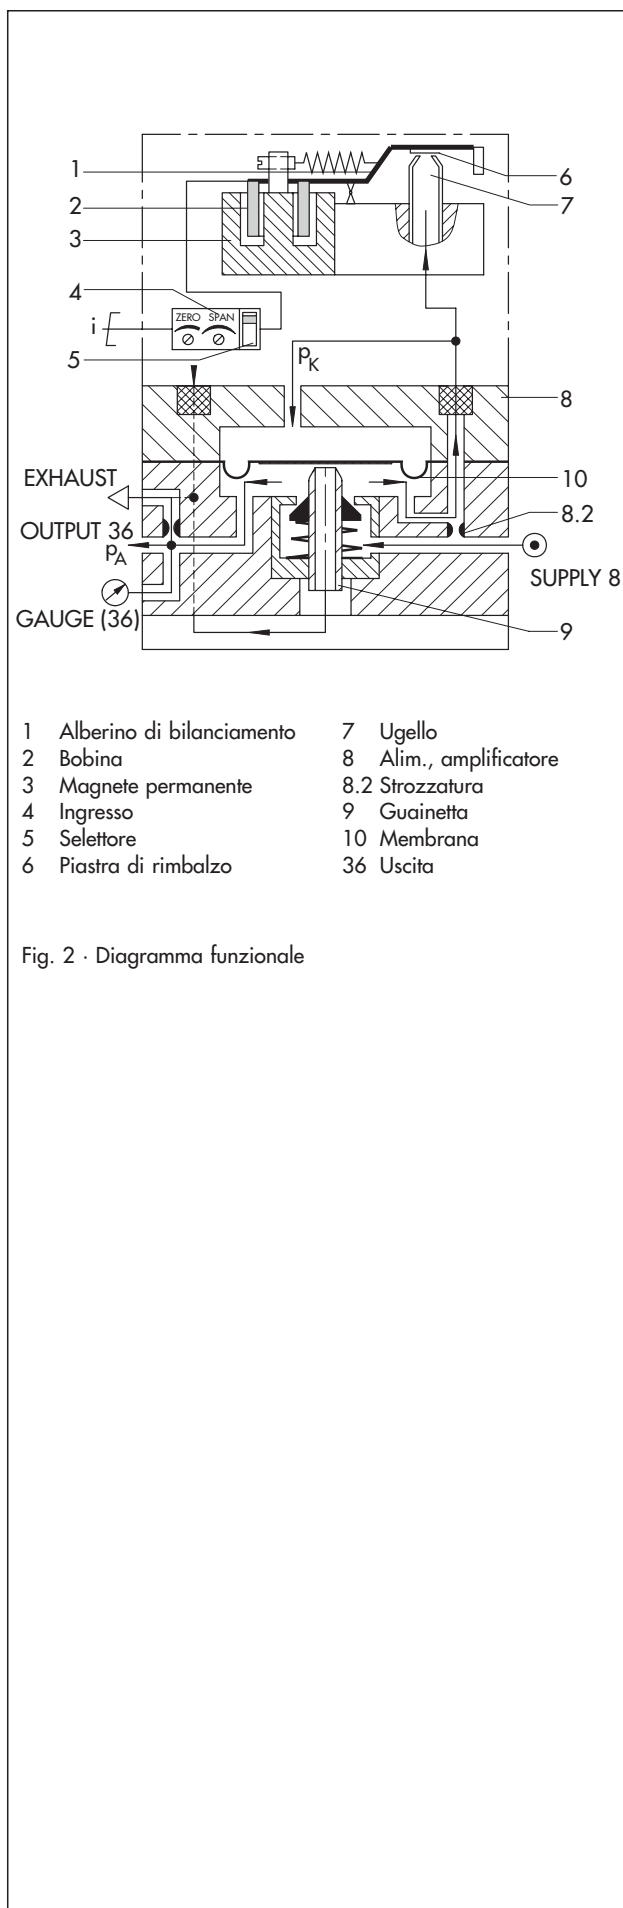 1
2
3
4
ZERO SPAN
i
5
6
7
pK
8
EXHAUST
10
OUTPUT 36
8.2
pA
SUPPLY 8
GAUGE (36)
9
1 Alberino di bilanciamento
2 Bobina
3 Magnete permanente
4 Ingresso
5 Selettore
6 Piastra di rimbalzo
7 Ugello
8 Alim., amplificatore
8.2 Strozzatura
9 Guainetta
10 Membrana
36 Uscita
Fig. 2 · Diagramma funzionale